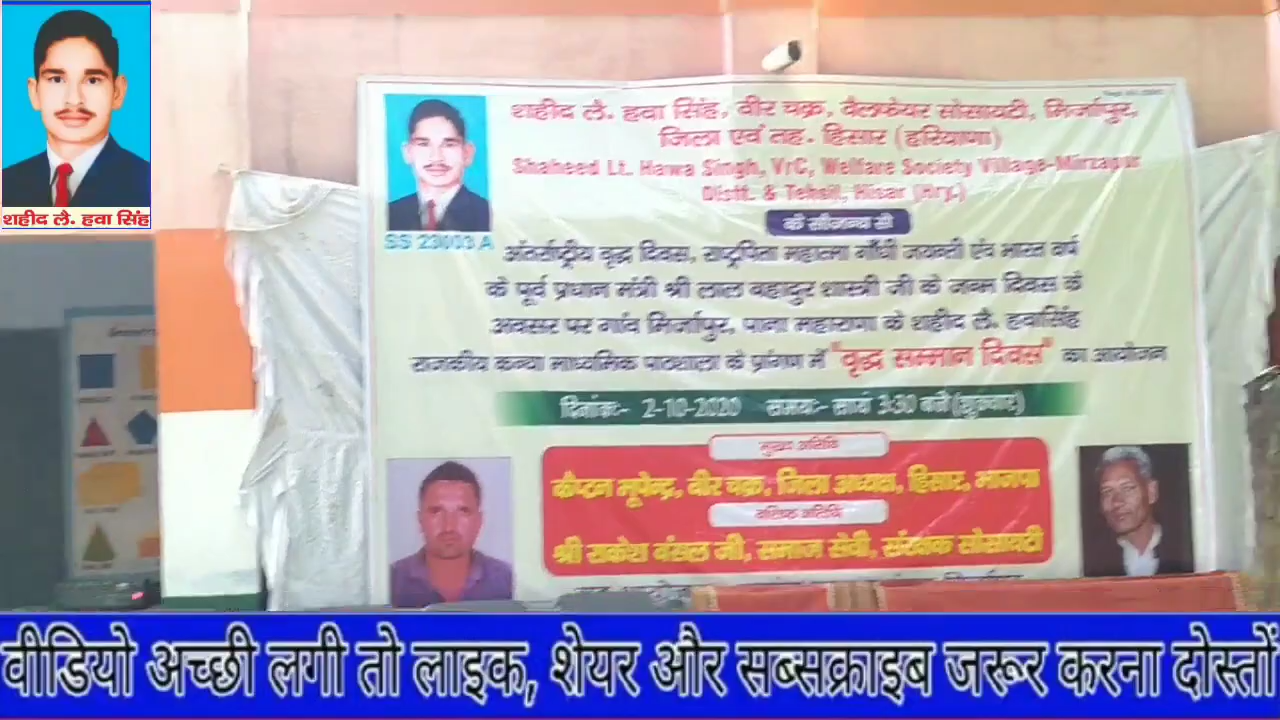 शहीद लै. हवा सिंह
शहीद लै. हवा सिंह, वीर चक्र, वैलफेयर सोसायटी, मिर्जापुर,
जिला एवं तह. हिसार (हरियाणा)
Shaheed Lt. Hawa Singh, VrC, Welfare Society Village-Mirzapur
Distt. & Tehsil, Hisar (Hry.)
SS 23003 A
के सौजन्य से
अंतर्राष्ट्रीय वृद्ध दिवस, राष्ट्रपिता महात्मा गाँधी जयन्ती एंव भारत वर्ष
के पूर्व प्रधान मंत्री श्री लाल बहादुर शास्त्री जी के जन्म दिवस के
अवसर पर गांव मिर्जापुर, पाना महाराणा के शहीद लै. हवासिंह
राजकीय कन्या माध्यमिक पाठशाला के प्रांगण में "वृद्ध सम्मान दिवस" का आयोजन
दिनांक:- 2-10-2020 समय:- सायं 3:30 बजे (शुक्रवार)
मुख्य अतिथि
कैप्टन भूपेन्द्र, वीर चक्र, जिला अध्यक्ष, हिसार, भाजपा
वशिष्ठ अतिथि
श्री राकेश बंसल जी, समाज सेवी, संरक्षक सोसायटी
वीडियो अच्छी लगी तो लाइक, शेयर और सब्सक्राइब जरूर करना दोस्तों